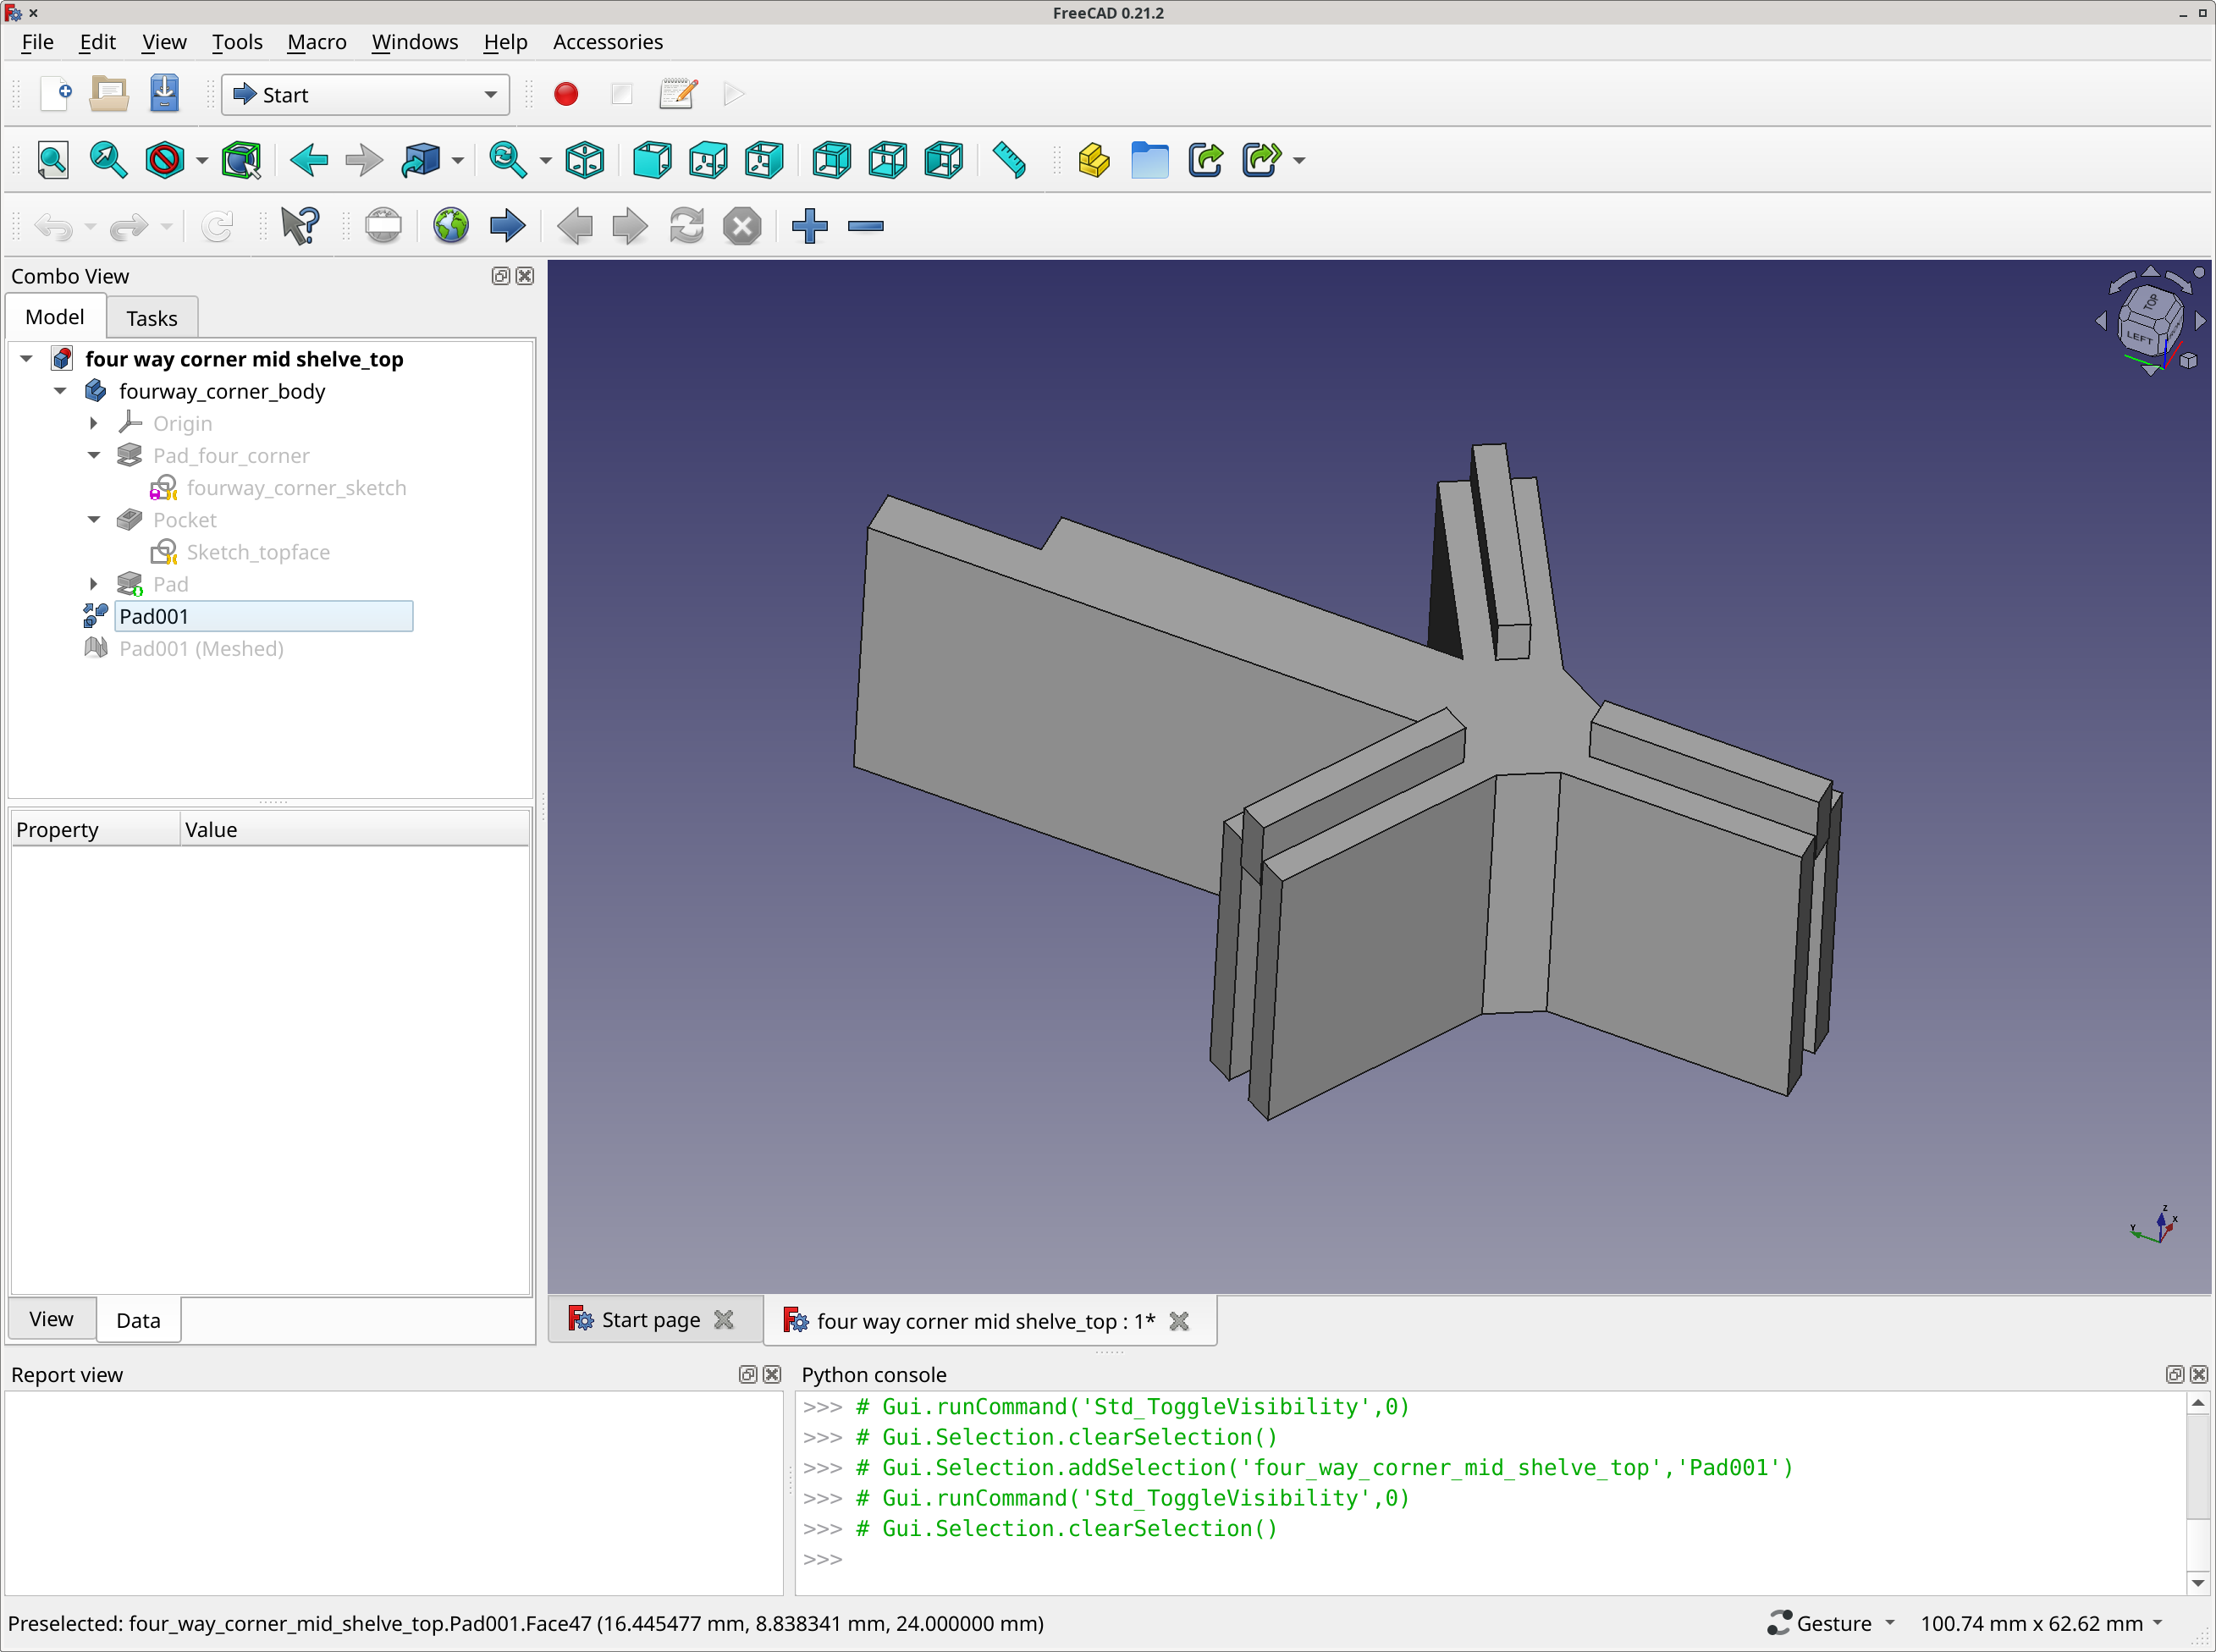 FreeCAD 0.21.2
File Edit View Tools Macro Windows Help Accessories
Start
Combo View
Model Tasks
four way corner mid shelve_top
fourway_corner_body
Origin
Pad_four_corner
fourway_corner_sketch
Pocket
Sketch_topface
Pad
Pad001
Pad001 (Meshed)
Property Value
View Data
TOP
LEFT
Z
X
Y
Start page four way corner mid shelve_top : 1*
Report view
Python console
>>> # Gui.runCommand('Std_ToggleVisibility',0)
>>> # Gui.Selection.clearSelection()
>>> # Gui.Selection.addSelection('four_way_corner_mid_shelve_top','Pad001')
>>> # Gui.runCommand('Std_ToggleVisibility',0)
>>> # Gui.Selection.clearSelection()
>>>
Preselected: four_way_corner_mid_shelve_top.Pad001.Face47 (16.445477 mm, 8.838341 mm, 24.000000 mm) Gesture 100.74 mm x 62.62 mm